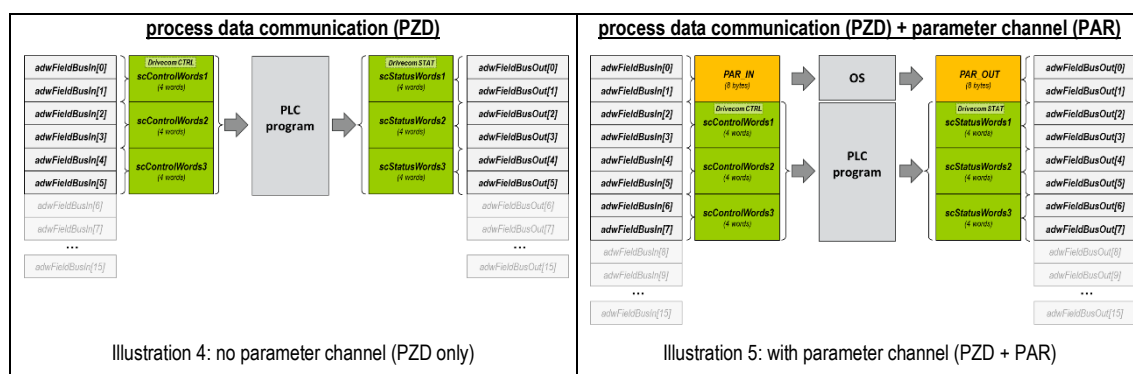 process data communication (PZD)
adwFieldBusIn[0]
adwFieldBusIn[1]
adwFieldBusIn[2]
adwFieldBusIn[3]
adwFieldBusIn[4]
adwFieldBusIn[5]
adwFieldBusIn[6]
adwFieldBusIn[7]
...
adwFieldBusIn[15]
Drivecom CTRL
scControlWords1
(4 words)
scControlWords2
(4 words)
scControlWords3
(4 words)
PLC
program
Drivecom STAT
scStatusWords1
(4 words)
scStatusWords2
(4 words)
scStatusWords3
(4 words)
adwFieldBusOut[0]
adwFieldBusOut[1]
adwFieldBusOut[2]
adwFieldBusOut[3]
adwFieldBusOut[4]
adwFieldBusOut[5]
adwFieldBusOut[6]
adwFieldBusOut[7]
...
adwFieldBusOut[15]
Illustration 4: no parameter channel (PZD only)
process data communication (PZD) + parameter channel (PAR)
adwFieldBusIn[0]
adwFieldBusIn[1]
adwFieldBusIn[2]
adwFieldBusIn[3]
adwFieldBusIn[4]
adwFieldBusIn[5]
adwFieldBusIn[6]
adwFieldBusIn[7]
adwFieldBusIn[8]
adwFieldBusIn[9]
...
adwFieldBusIn[15]
PAR_IN
(8 bytes)
Drivecom CTRL
scControlWords1
(4 words)
scControlWords2
(4 words)
scControlWords3
(4 words)
OS
PLC
program
PAR_OUT
(8 bytes)
Drivecom STAT
scStatusWords1
(4 words)
scStatusWords2
(4 words)
scStatusWords3
(4 words)
adwFieldBusOut[0]
adwFieldBusOut[1]
adwFieldBusOut[2]
adwFieldBusOut[3]
adwFieldBusOut[4]
adwFieldBusOut[5]
adwFieldBusOut[6]
adwFieldBusOut[7]
adwFieldBusOut[8]
adwFieldBusOut[9]
...
adwFieldBusOut[15]
Illustration 5: with parameter channel (PZD + PAR)